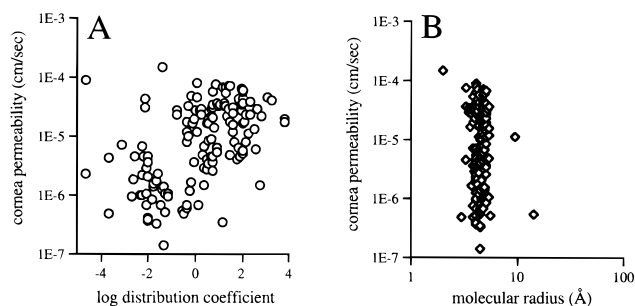 A
cornea permeability (cm/sec)
1E-3
1E-4
1E-5
1E-6
1E-7
-4 -2 0 2 4
log distribution coefficient
B
cornea permeability (cm/sec)
1E-3
1E-4
1E-5
1E-6
1E-7
1 10 100
molecular radius (Å)